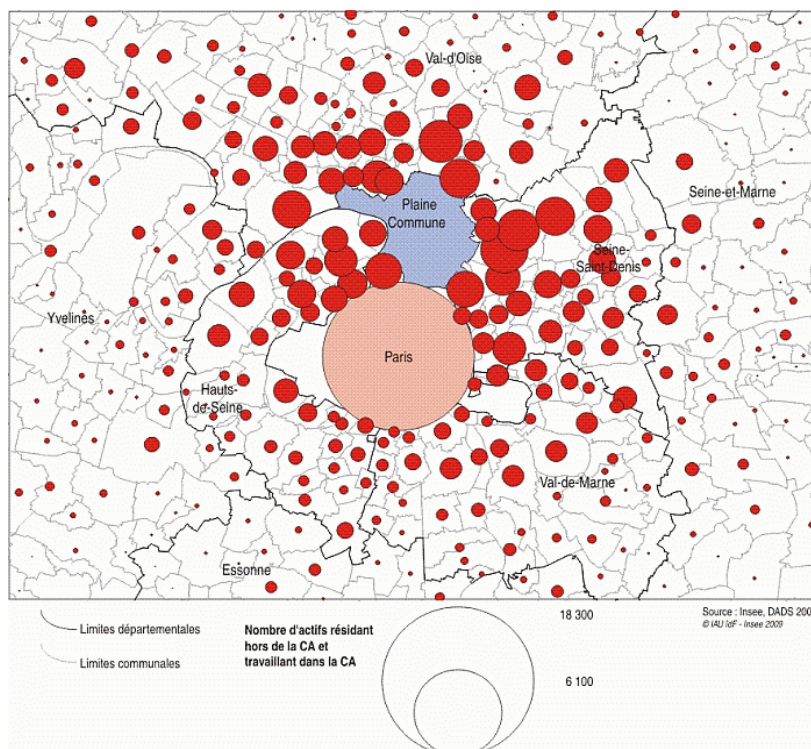 Val-d'Oise
Plaine
Commune
Seine-et-Marne
Seine-
Saint-Denis
Yvelines
Paris
Hauts-
de-Seine
Val-de-Marne
Essonne
Limites départementales
Limites communales
Nombre d'actifs résidant
hors de la CA et
travaillant dans la CA
18 300
6 100
Source : Insee, DADS 200
© IAU îdF - Insee 2009